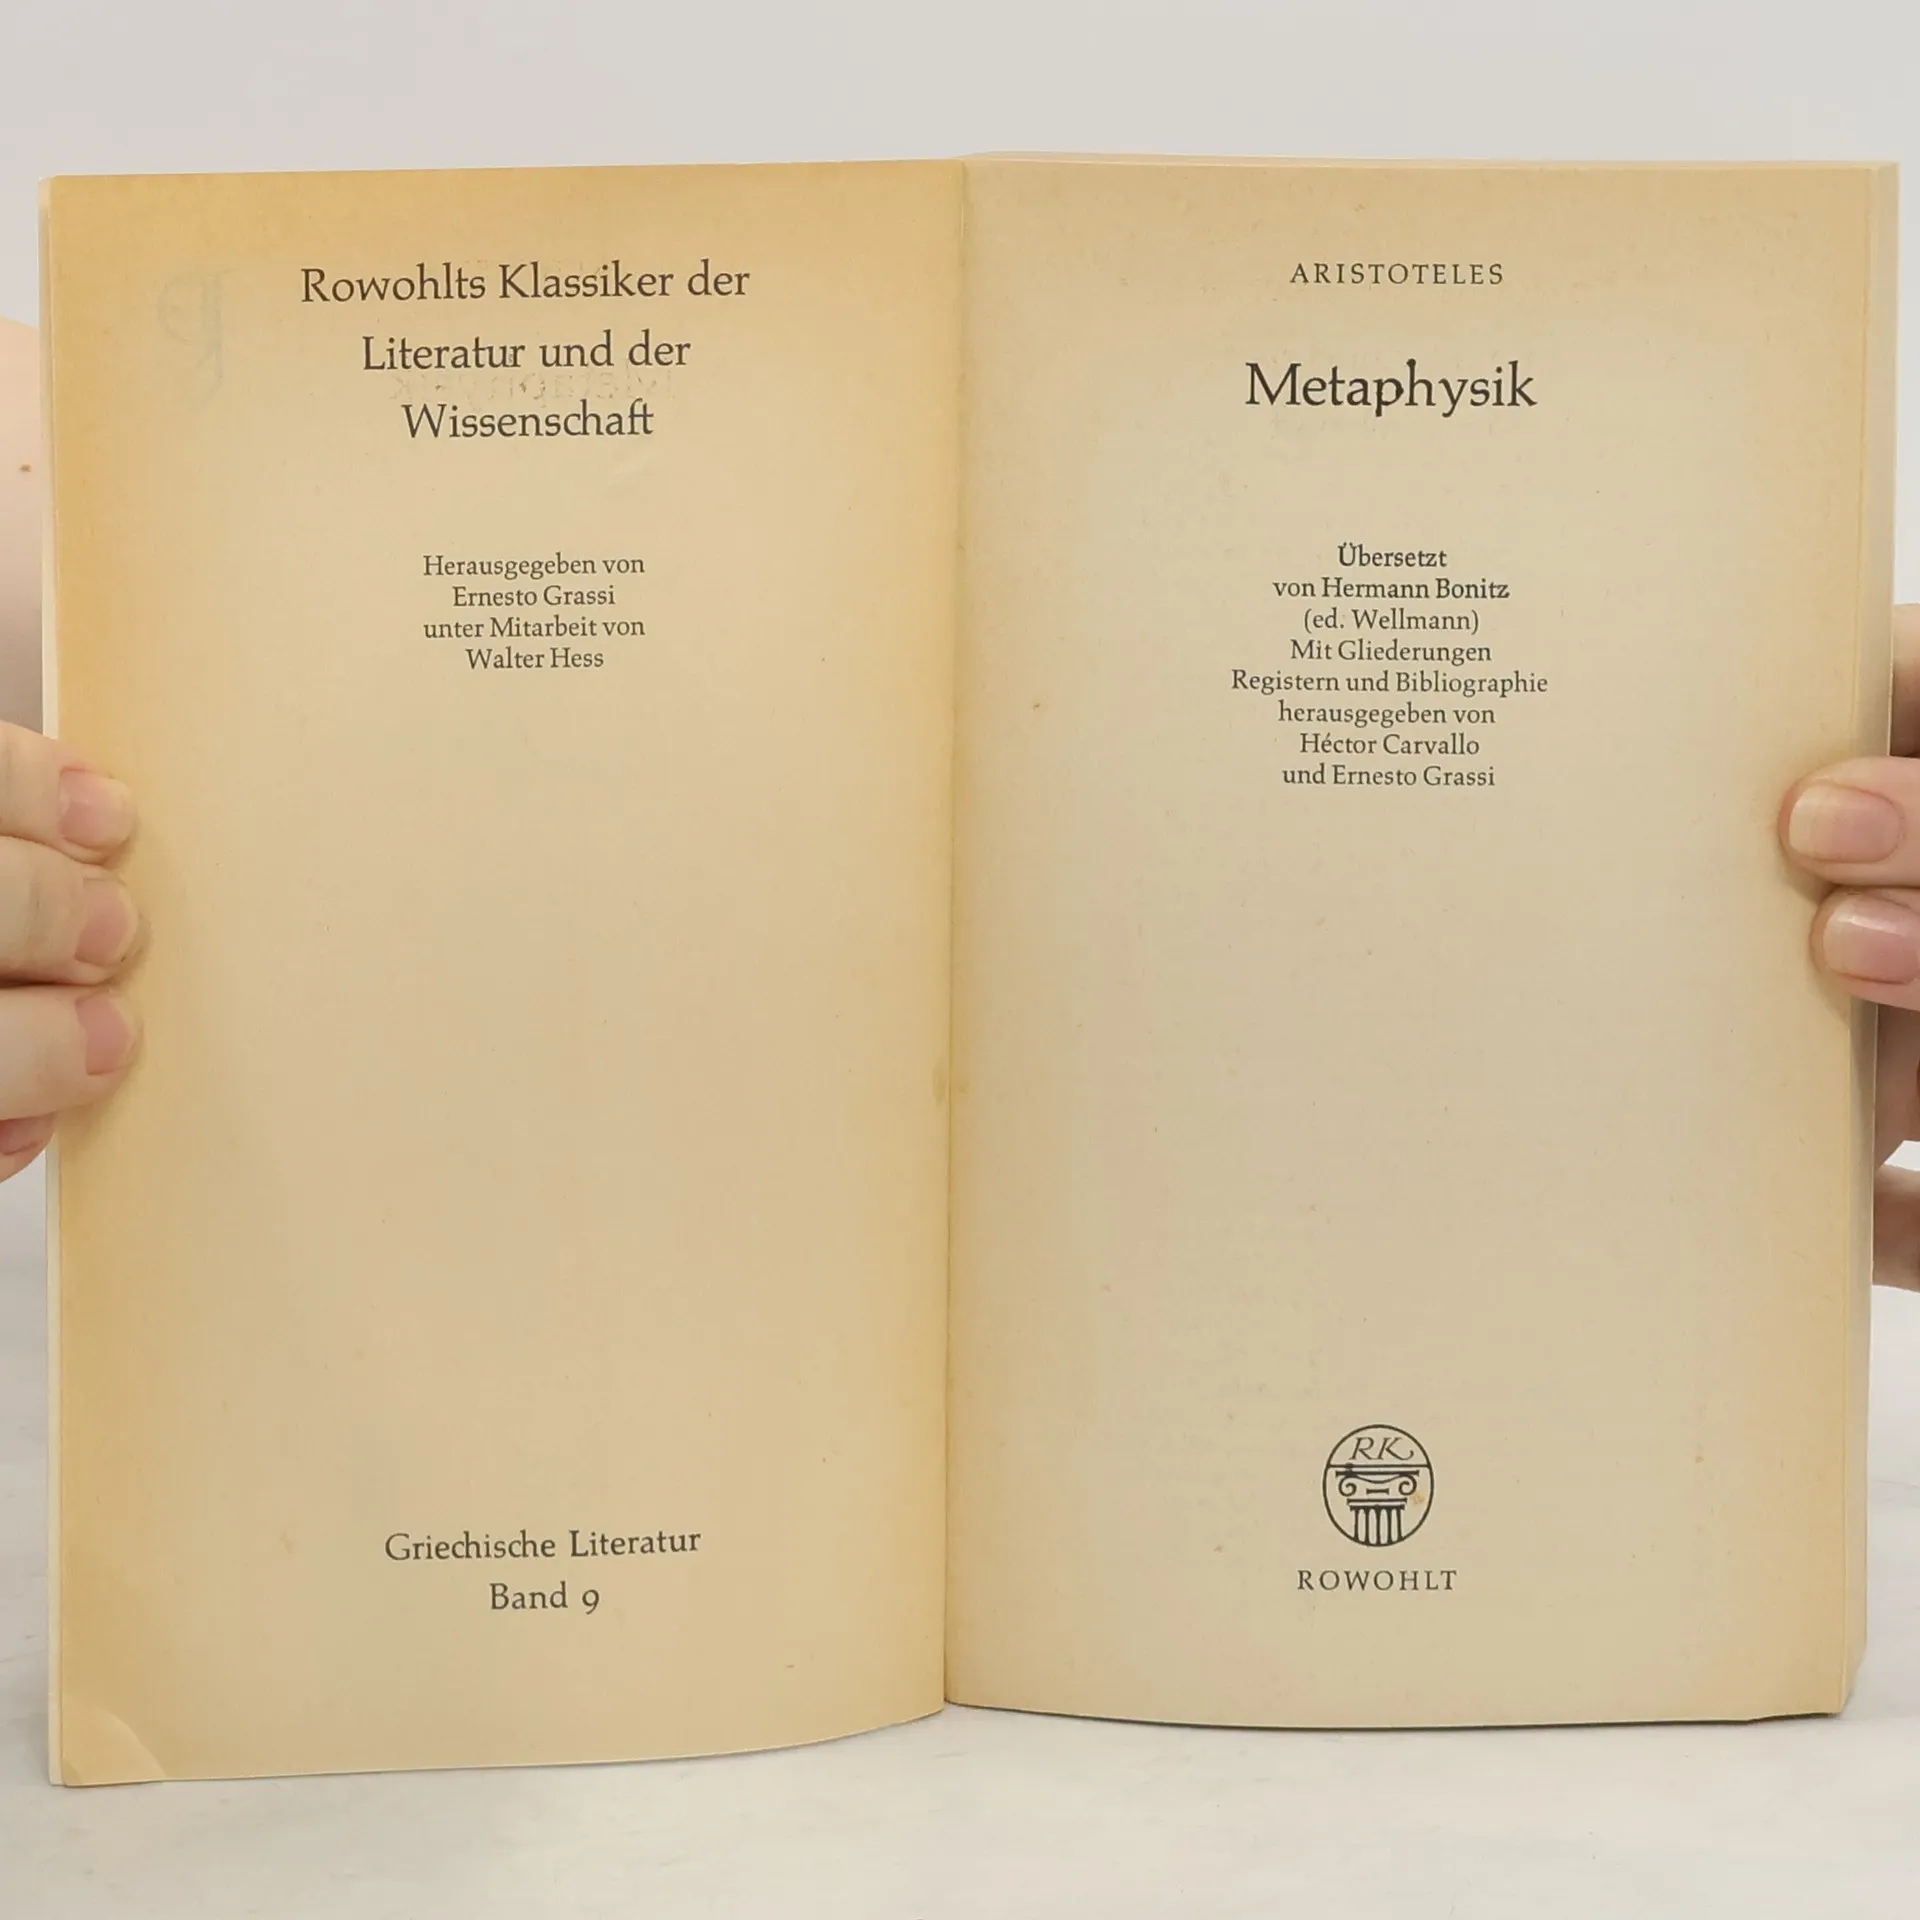 Rowohlts Klassiker der
Literatur und der
Wissenschaft
Herausgegeben von
Ernesto Grassi
unter Mitarbeit von
Walter Hess
Griechische Literatur
Band 9
ARISTOTELES
Metaphysik
Übersetzt
von Hermann Bonitz
(ed. Wellmann)
Mit Gliederungen
Registern und Bibliographie
herausgegeben von
Héctor Carvallo
und Ernesto Grassi
RK
ROWOHLT